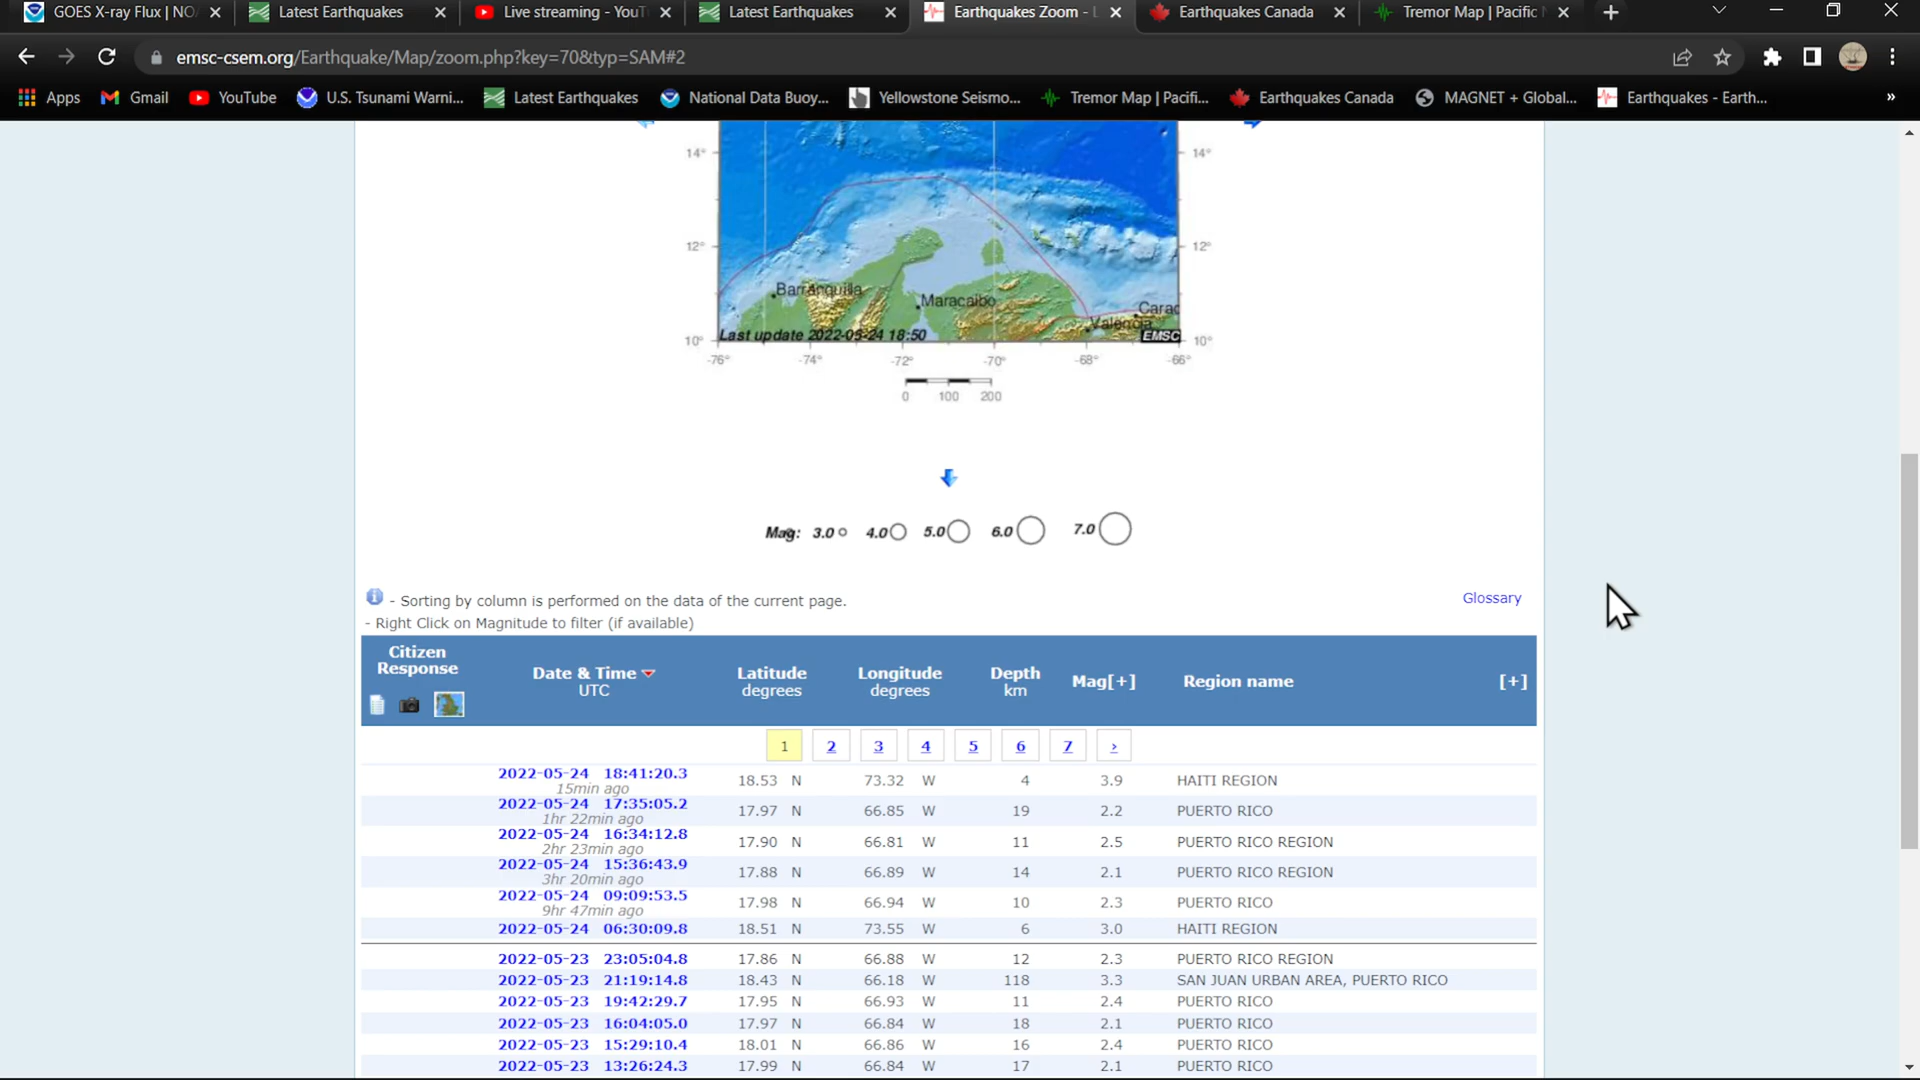 GOES X-ray Flux | NO
Latest Earthquakes
Live streaming - YouT
Latest Earthquakes
Earthquakes Zoom - L
Earthquakes Canada
Tremor Map | Pacific N
emsc-csem.org/Earthquake/Map/zoom.php?key=70&typ=SAM#2
Apps
Gmail
YouTube
U.S. Tsunami Warni...
Latest Earthquakes
National Data Buoy...
Yellowstone Seismo...
Tremor Map | Pacifi...
Earthquakes Canada
MAGNET + Global...
Earthquakes - Earth...
»
14° 14°
12° 12°
Barranquilla
Maracaibo
Carac
Valencia
Last update 2022-05-24 18:50
EMSC
10° 10°
-76° -74° -72° -70° -68° -66°
0 100 200
Mag: 3.0 4.0 5.0 6.0 7.0
- Sorting by column is performed on the data of the current page.
Glossary
- Right Click on Magnitude to filter (if available)
Citizen Response
Date & Time UTC
Latitude degrees
Longitude degrees
Depth km
Mag[+]
Region name
[+]
1 2 3 4 5 6 7 ›
2022-05-24 18:41:20.3 15min ago 18.53 N 73.32 W 4 3.9 HAITI REGION
2022-05-24 17:35:05.2 1hr 22min ago 17.97 N 66.85 W 19 2.2 PUERTO RICO
2022-05-24 16:34:12.8 2hr 23min ago 17.90 N 66.81 W 11 2.5 PUERTO RICO REGION
2022-05-24 15:36:43.9 3hr 20min ago 17.88 N 66.89 W 14 2.1 PUERTO RICO REGION
2022-05-24 09:09:53.5 9hr 47min ago 17.98 N 66.94 W 10 2.3 PUERTO RICO
2022-05-24 06:30:09.8 18.51 N 73.55 W 6 3.0 HAITI REGION
2022-05-23 23:05:04.8 17.86 N 66.88 W 12 2.3 PUERTO RICO REGION
2022-05-23 21:19:14.8 18.43 N 66.18 W 118 3.3 SAN JUAN URBAN AREA, PUERTO RICO
2022-05-23 19:42:29.7 17.95 N 66.93 W 11 2.4 PUERTO RICO
2022-05-23 16:04:05.0 17.97 N 66.84 W 18 2.1 PUERTO RICO
2022-05-23 15:29:10.4 18.01 N 66.86 W 16 2.4 PUERTO RICO
2022-05-23 13:26:24.3 17.99 N 66.84 W 17 2.1 PUERTO RICO